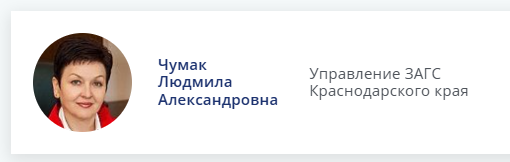 Чумак
Людмила
Александровна
Управление ЗАГС
Краснодарского края